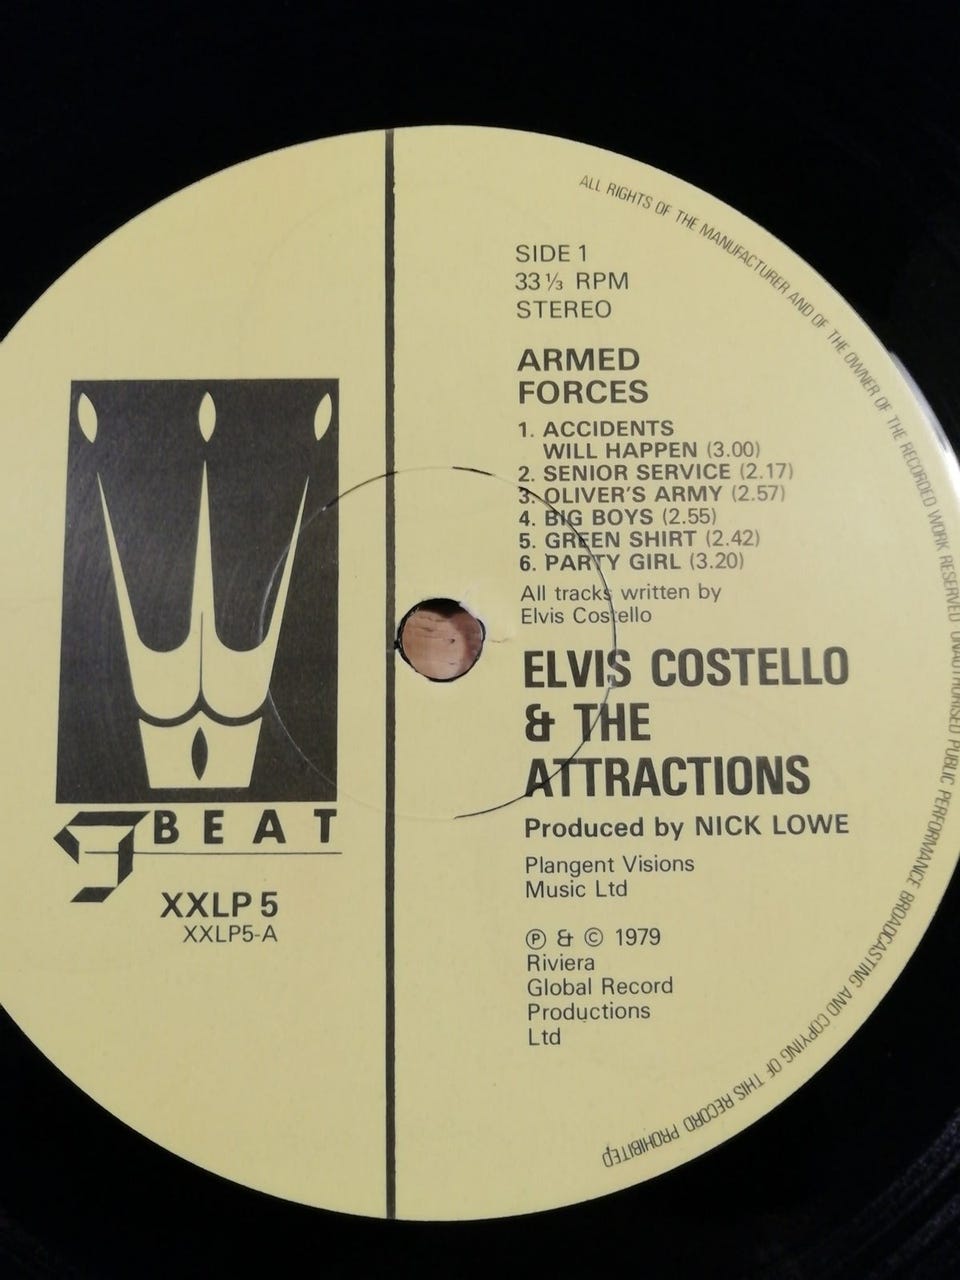 ALL RIGHTS OF THE MANUFACTURER AND OF THE OWNER OF THE RECORDED WORK RESERVED UNAUTHORISED PUBLIC PERFORMANCE BROADCASTING AND COPYING OF THIS RECORD PROHIBITED
SIDE 1
33⅓ RPM
STEREO
ARMED
FORCES
1. ACCIDENTS
WILL HAPPEN (3.00)
2. SENIOR SERVICE (2.17)
3. OLIVER'S ARMY (2.57)
4. BIG BOYS (2.55)
5. GREEN SHIRT (2.42)
6. PARTY GIRL (3.20)
All tracks written by
Elvis Costello
ELVIS COSTELLO
& THE
ATTRACTIONS
Produced by NICK LOWE
Plangent Visions
Music Ltd
℗ & © 1979
Riviera
Global Record
Productions
Ltd
F BEAT
XXLP 5
XXLP5-A